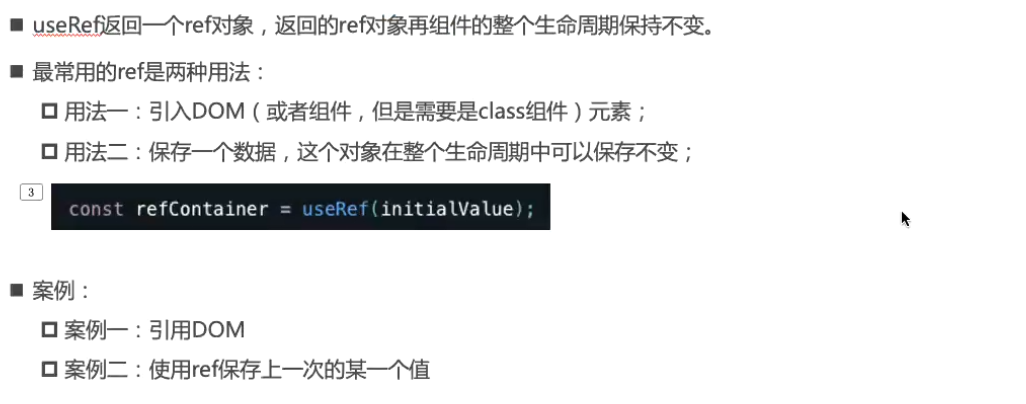 useRef返回一个ref对象，返回的ref对象再组件的整个生命周期保持不变。
最常用的ref是两种用法：
用法一：引入DOM（或者组件，但是需要是class组件）元素；
用法二：保存一个数据，这个对象在整个生命周期中可以保存不变；
3
const refContainer = useRef(initialValue);
案例：
案例一：引用DOM
案例二：使用ref保存上一次的某一个值